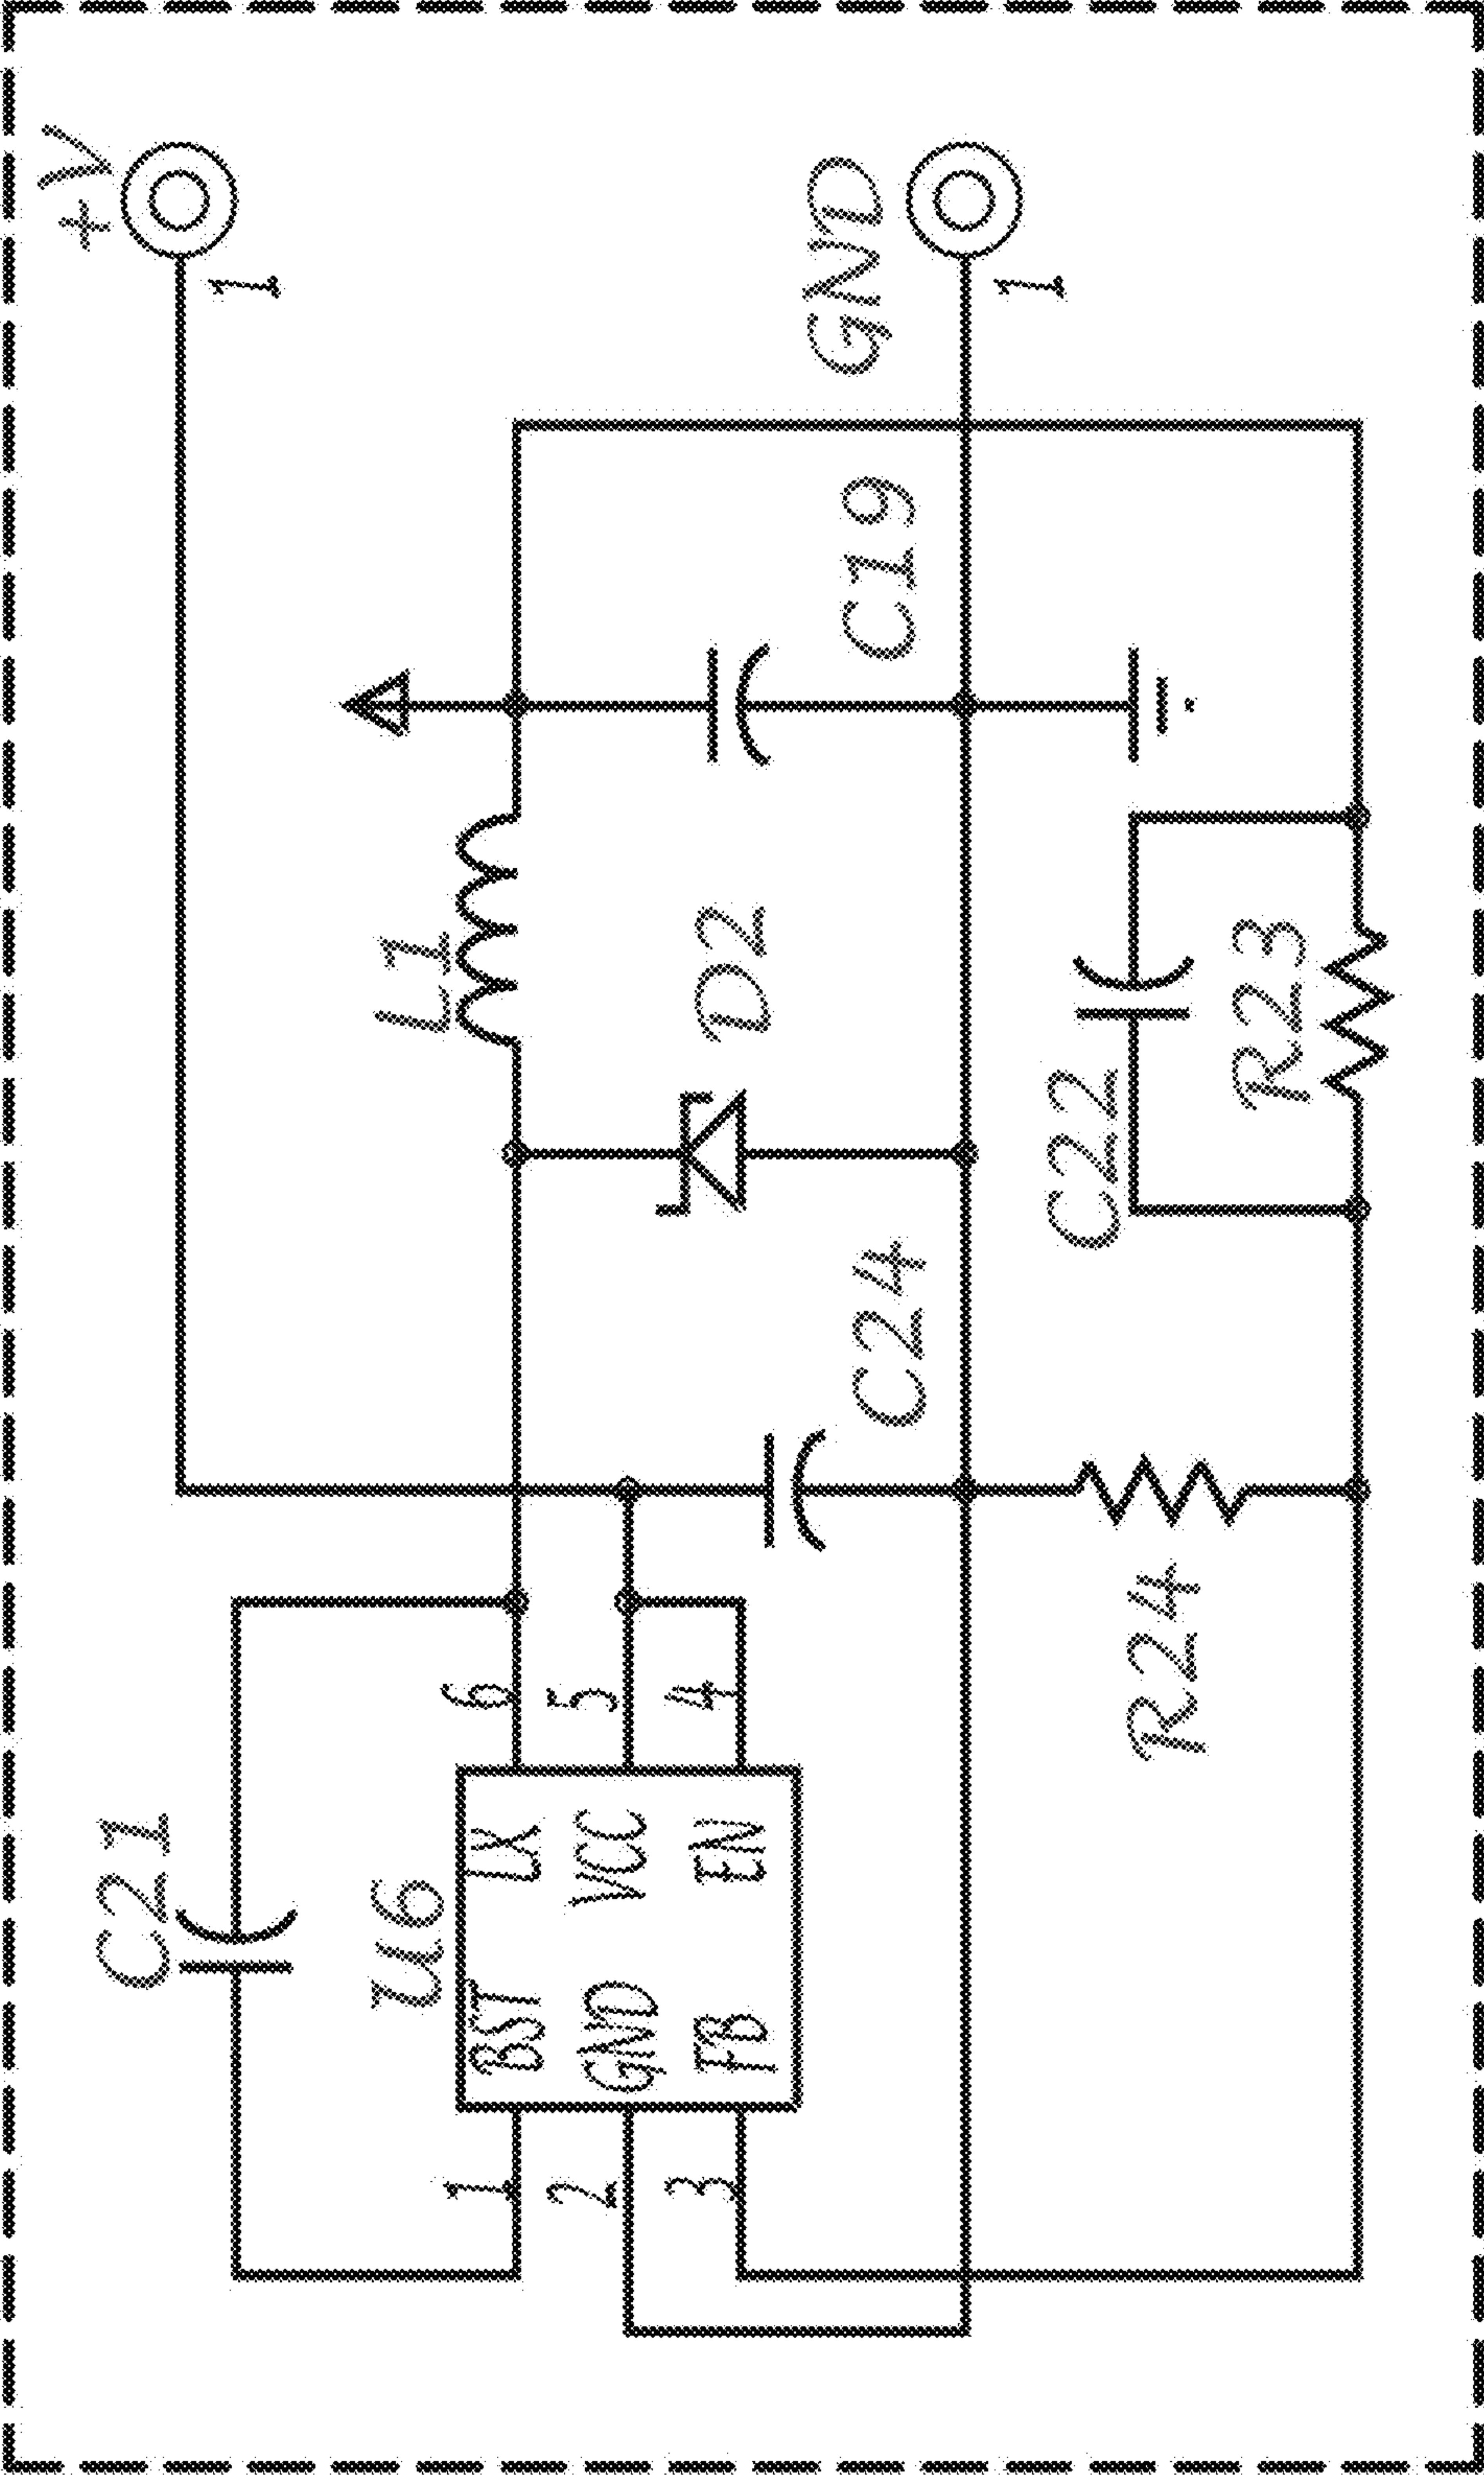 +V
1
C21
U6
1 BST LX 6
2 GND VCC 5
3 FB EN 4
L1
D2
C24
C19
GND
1
C22
R24
R23